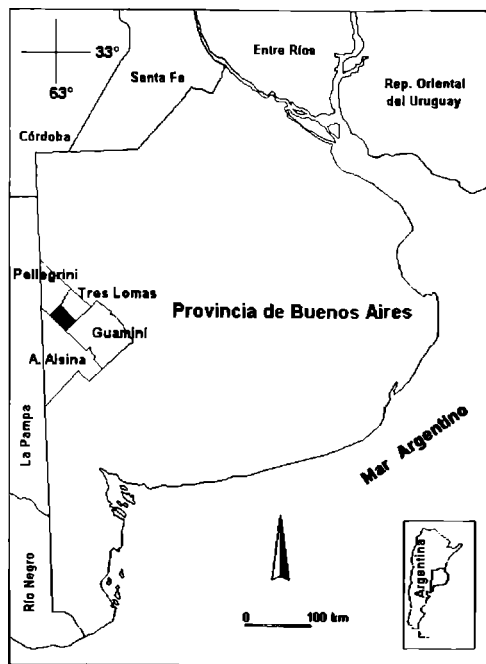 Entre Ríos
33°
63°
Santa Fe
Rep. Oriental
del Uruguay
Córdoba
Pellegrini
Tres Lomas
Provincia de Buenos Aires
Guaminí
A. Alsina
La Pampa
Mar Argentino
Río Negro
Argentina
0 100 km